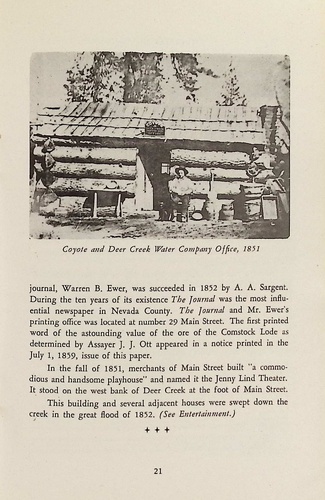 Coyote and Deer Creek Water Company Office, 1851
journal, Warren B. Ewer, was succeeded in 1852 by A. A. Sargent.
During the ten years of its existence The Journal was the most influ-
ential newspaper in Nevada County. The Journal and Mr. Ewer's
printing office was located at number 29 Main Street. The first printed
word of the astounding value of the ore of the Comstock Lode as
determined by Assayer J. J. Ott appeared in a notice printed in the
July 1, 1859, issue of this paper.
In the fall of 1851, merchants of Main Street built "a commo-
dious and handsome playhouse" and named it the Jenny Lind Theater.
It stood on the west bank of Deer Creek at the foot of Main Street.
This building and several adjacent houses were swept down the
creek in the great flood of 1852. (See Entertainment.)
+ + +
21